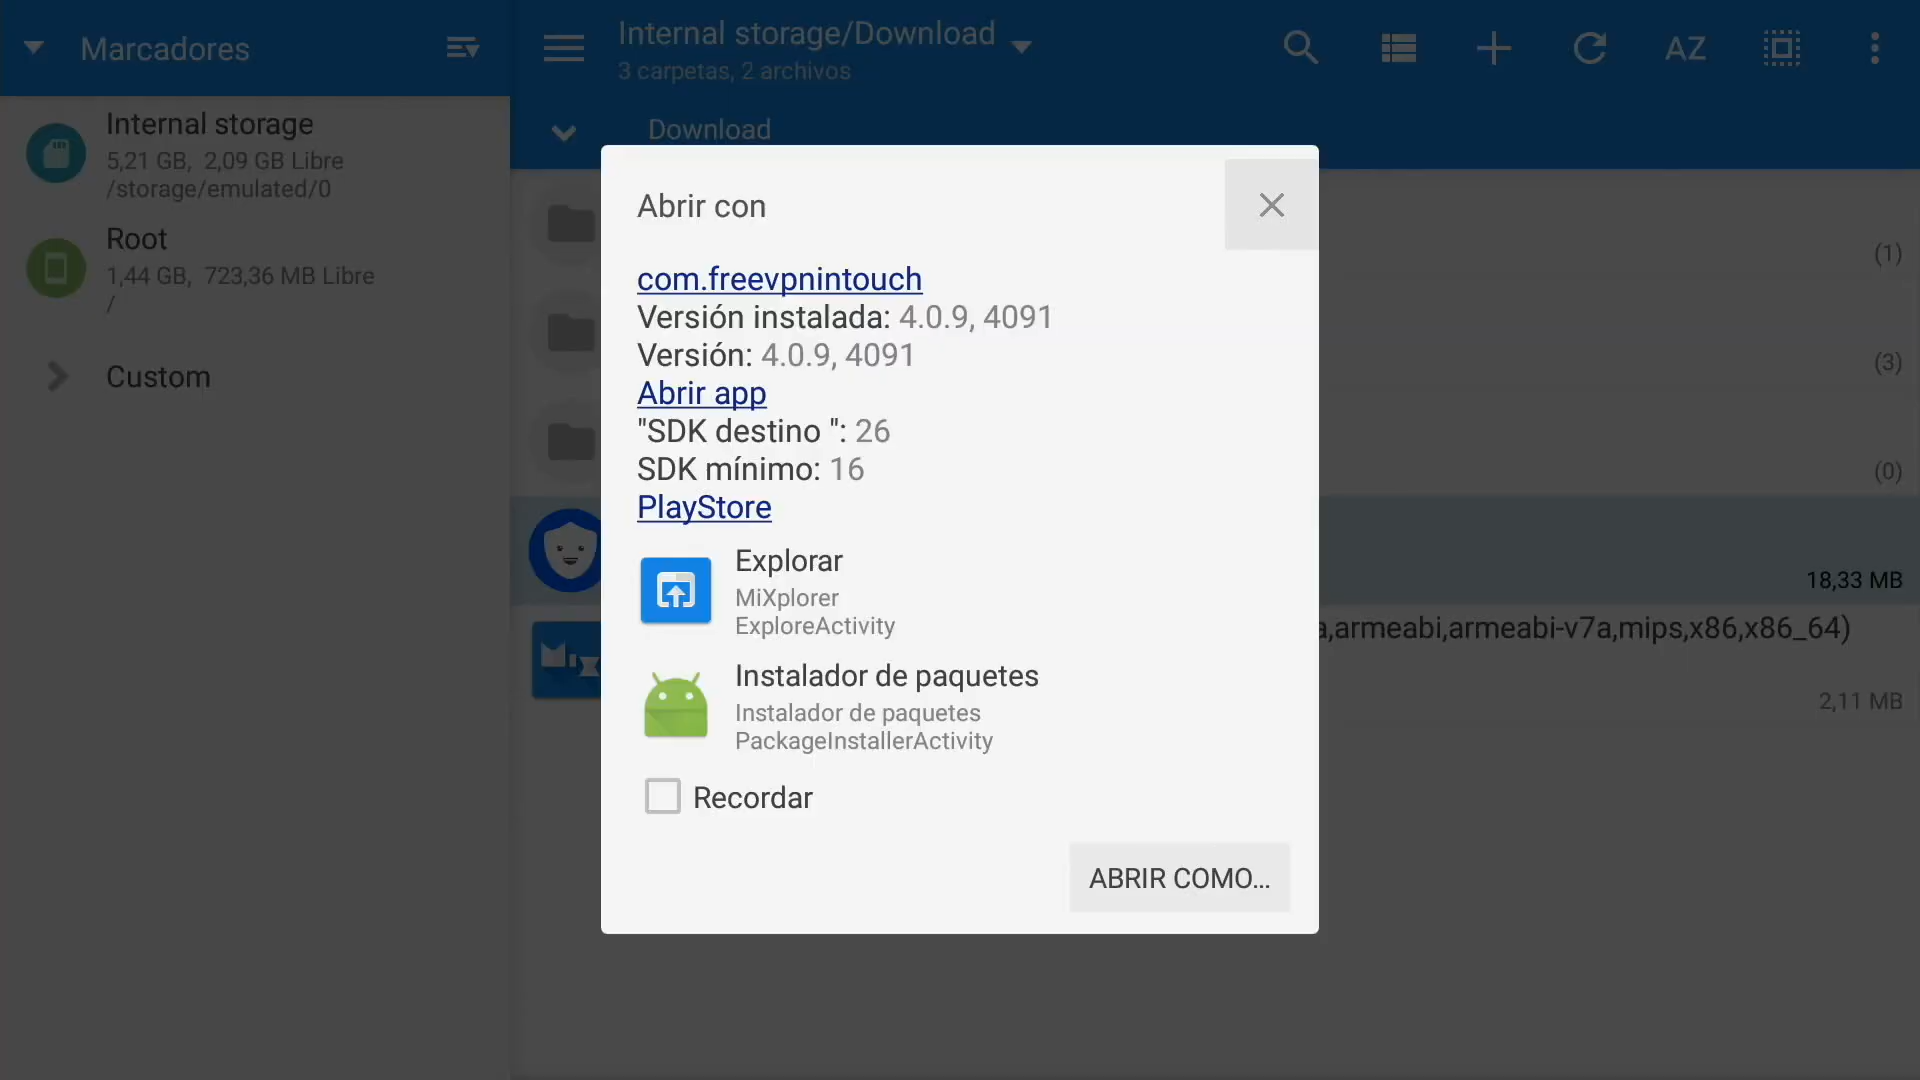 Marcadores
Internal storage
5,21 GB, 2,09 GB Libre
/storage/emulated/0
Root
1,44 GB, 723,36 MB Libre
/
Custom
Internal storage/Download
3 carpetas, 2 archivos
AZ
Download
(1)
(3)
(0)
18,33 MB
a,armeabi,armeabi-v7a,mips,x86,x86_64)
2,11 MB
Abrir con
com.freevpnintouch
Versión instalada: 4.0.9, 4091
Versión: 4.0.9, 4091
Abrir app
"SDK destino ": 26
SDK mínimo: 16
PlayStore
Explorar
MiXplorer
ExploreActivity
Instalador de paquetes
Instalador de paquetes
PackageInstallerActivity
Recordar
ABRIR COMO...